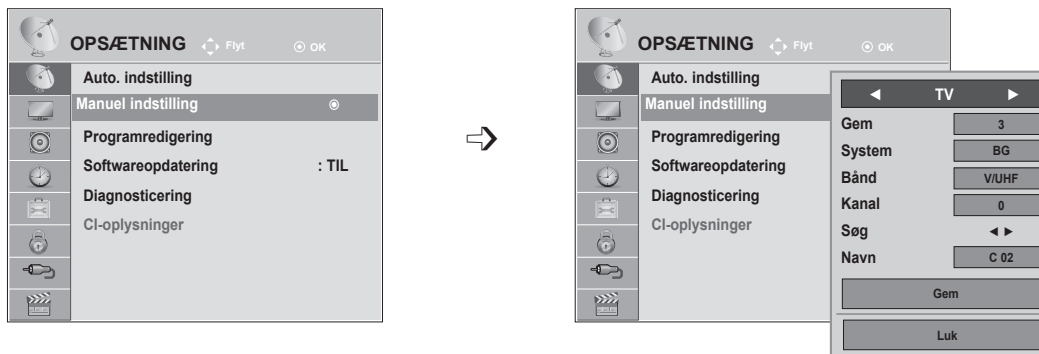 OPSÆTNING Flyt OK
Auto. indstilling
Manuel indstilling
Programredigering
Softwareopdatering : TIL
Diagnosticering
CI-oplysninger
OPSÆTNING Flyt OK
Auto. indstilling
Manuel indstilling
Programredigering
Softwareopdatering
Diagnosticering
CI-oplysninger
◄ TV ►
Gem 3
System BG
Bånd V/UHF
Kanal 0
Søg ◄ ►
Navn C 02
Gem
Luk